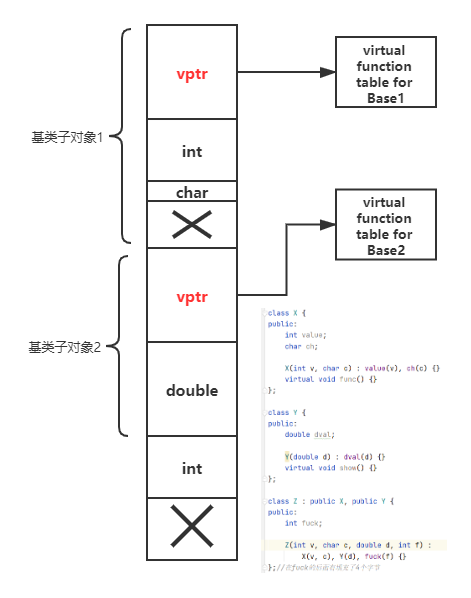 基类子对象1
vptr
virtual
function
table for
Base1
int
char
基类子对象2
vptr
virtual
function
table for
Base2
double
int
class X {
public:
    int value;
    char ch;
    X(int v, char c) : value(v), ch(c) {}
    virtual void func() {}
};
class Y {
public:
    double dval;
    Y(double d) : dval(d) {}
    virtual void show() {}
};
class Z : public X, public Y {
public:
    int fuck;
    Z(int v, char c, double d, int f) :
        X(v, c), Y(d), fuck(f) {}
};//在fuck的后面有填充了4个字节